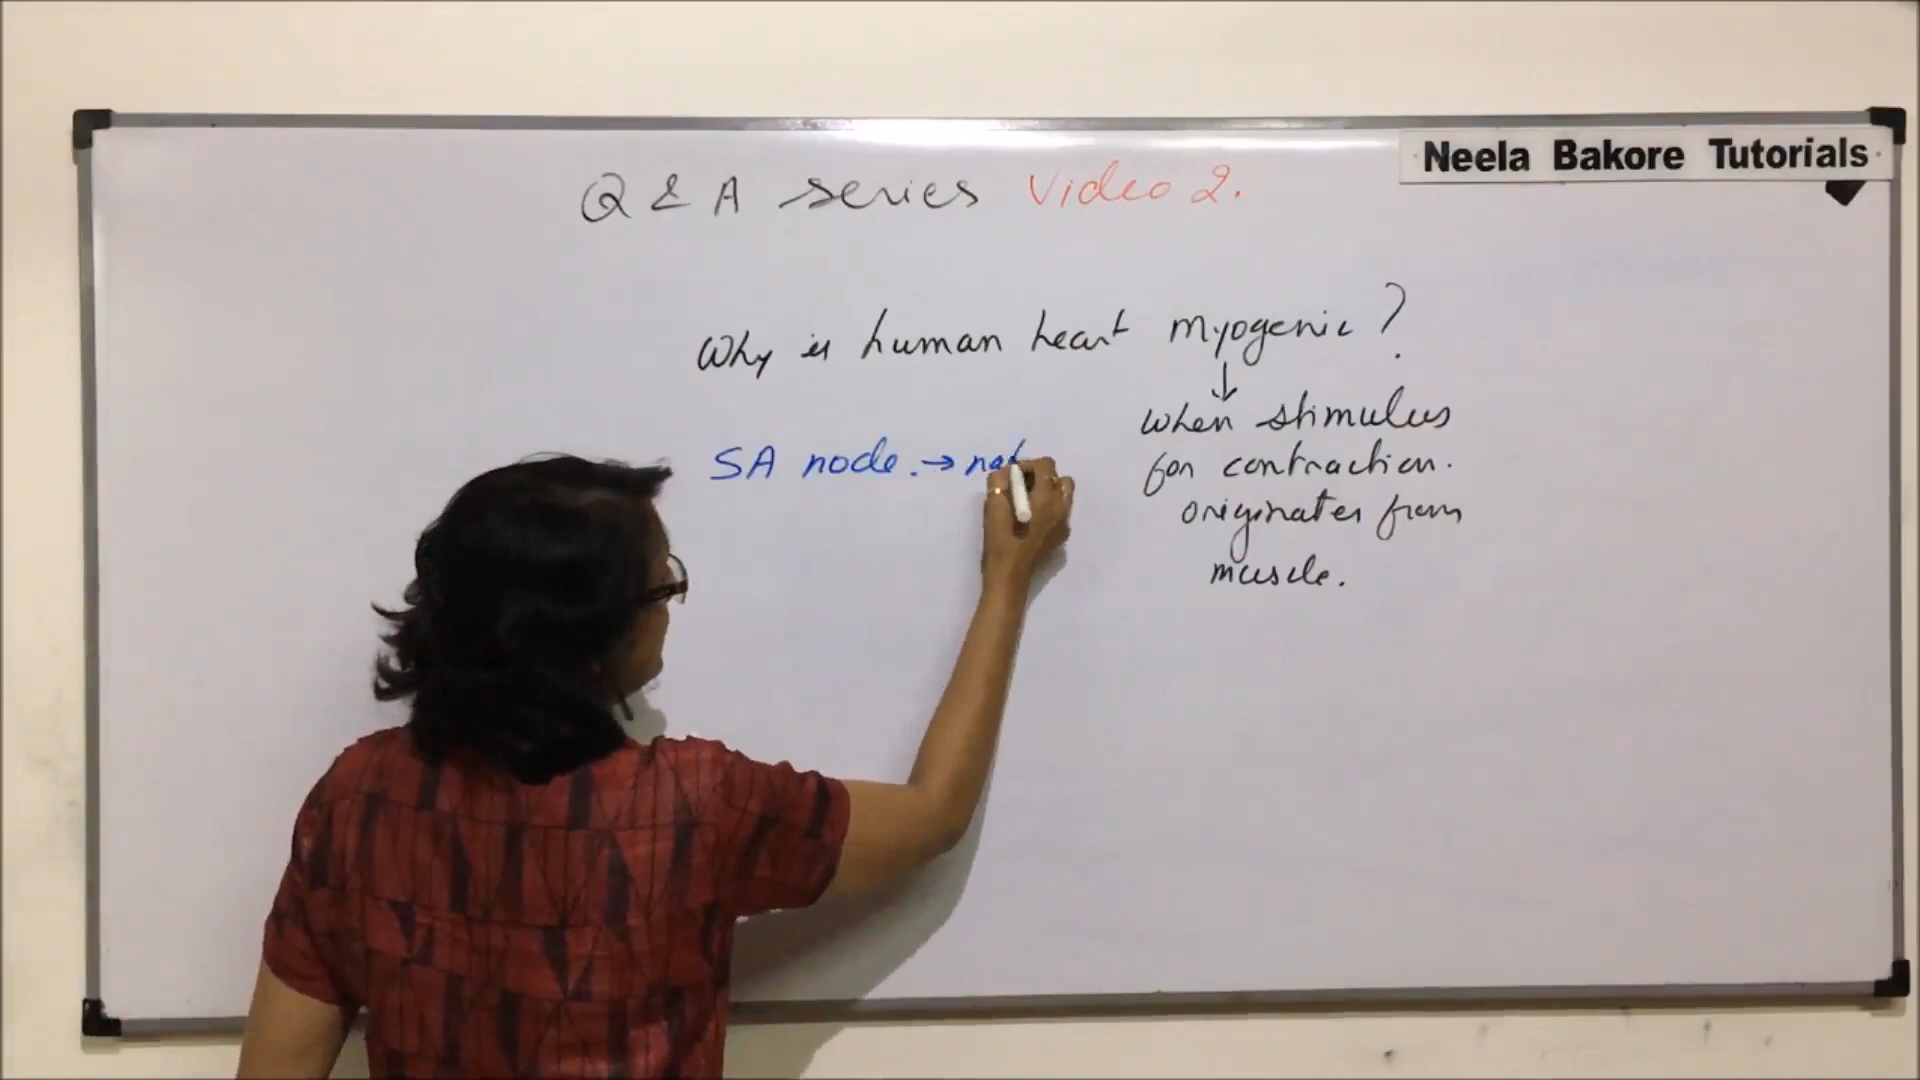 Neela Bakore Tutorials
Q & A series Video 2.
Why is human heart myogenic?
↓
when stimulus
for contraction.
originates from
muscle.
SA node. →